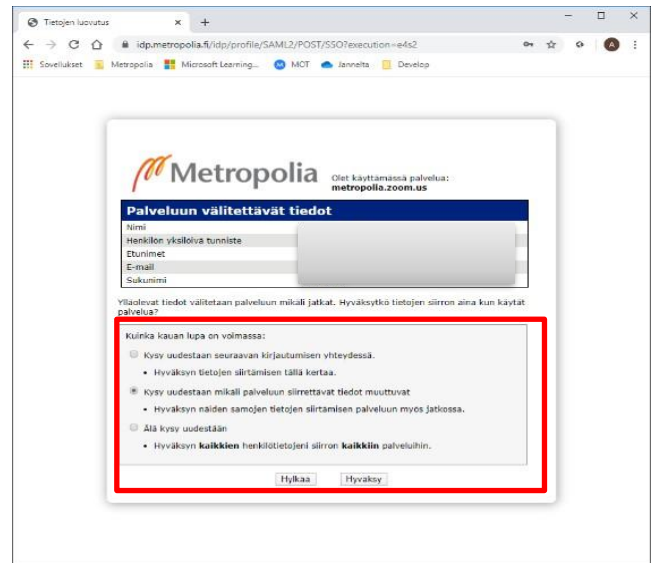 Tietojen luovutus
idp.metropolia.fi/idp/profile/SAML2/POST/SSO?execution=e4s2
A
Sovellukset Metropolia Microsoft Learning... MOT Jannelta Develop
Metropolia
Olet käyttämässä palvelua:
metropolia.zoom.us
Palveluun välitettävät tiedot
Nimi
Henkilön yksilöivä tunniste
Etunimet
E-mail
Sukunimi
Ylläolevat tiedot välitetaan palveluun mikäli jatkat. Hyväksytkö tietojen siirron aina kun käytät
palvelua?
Kuinka kauan lupa on voimassa:
Kysy uudestaan seuraavan kirjautumisen yhteydessä.
• Hyväksyn tietojen siirtämisen tällä kertaa.
Kysy uudestaan mikäli palveluun siirrettävät tiedot muuttuvat
• Hyväksyn näiden samojen tietojen siirtämisen palveluun myös jatkossa.
Älä kysy uudestään
• Hyväksyn kaikkien henkilötietojeni siirron kaikkiin palveluihin.
Hylkaa Hyväksy